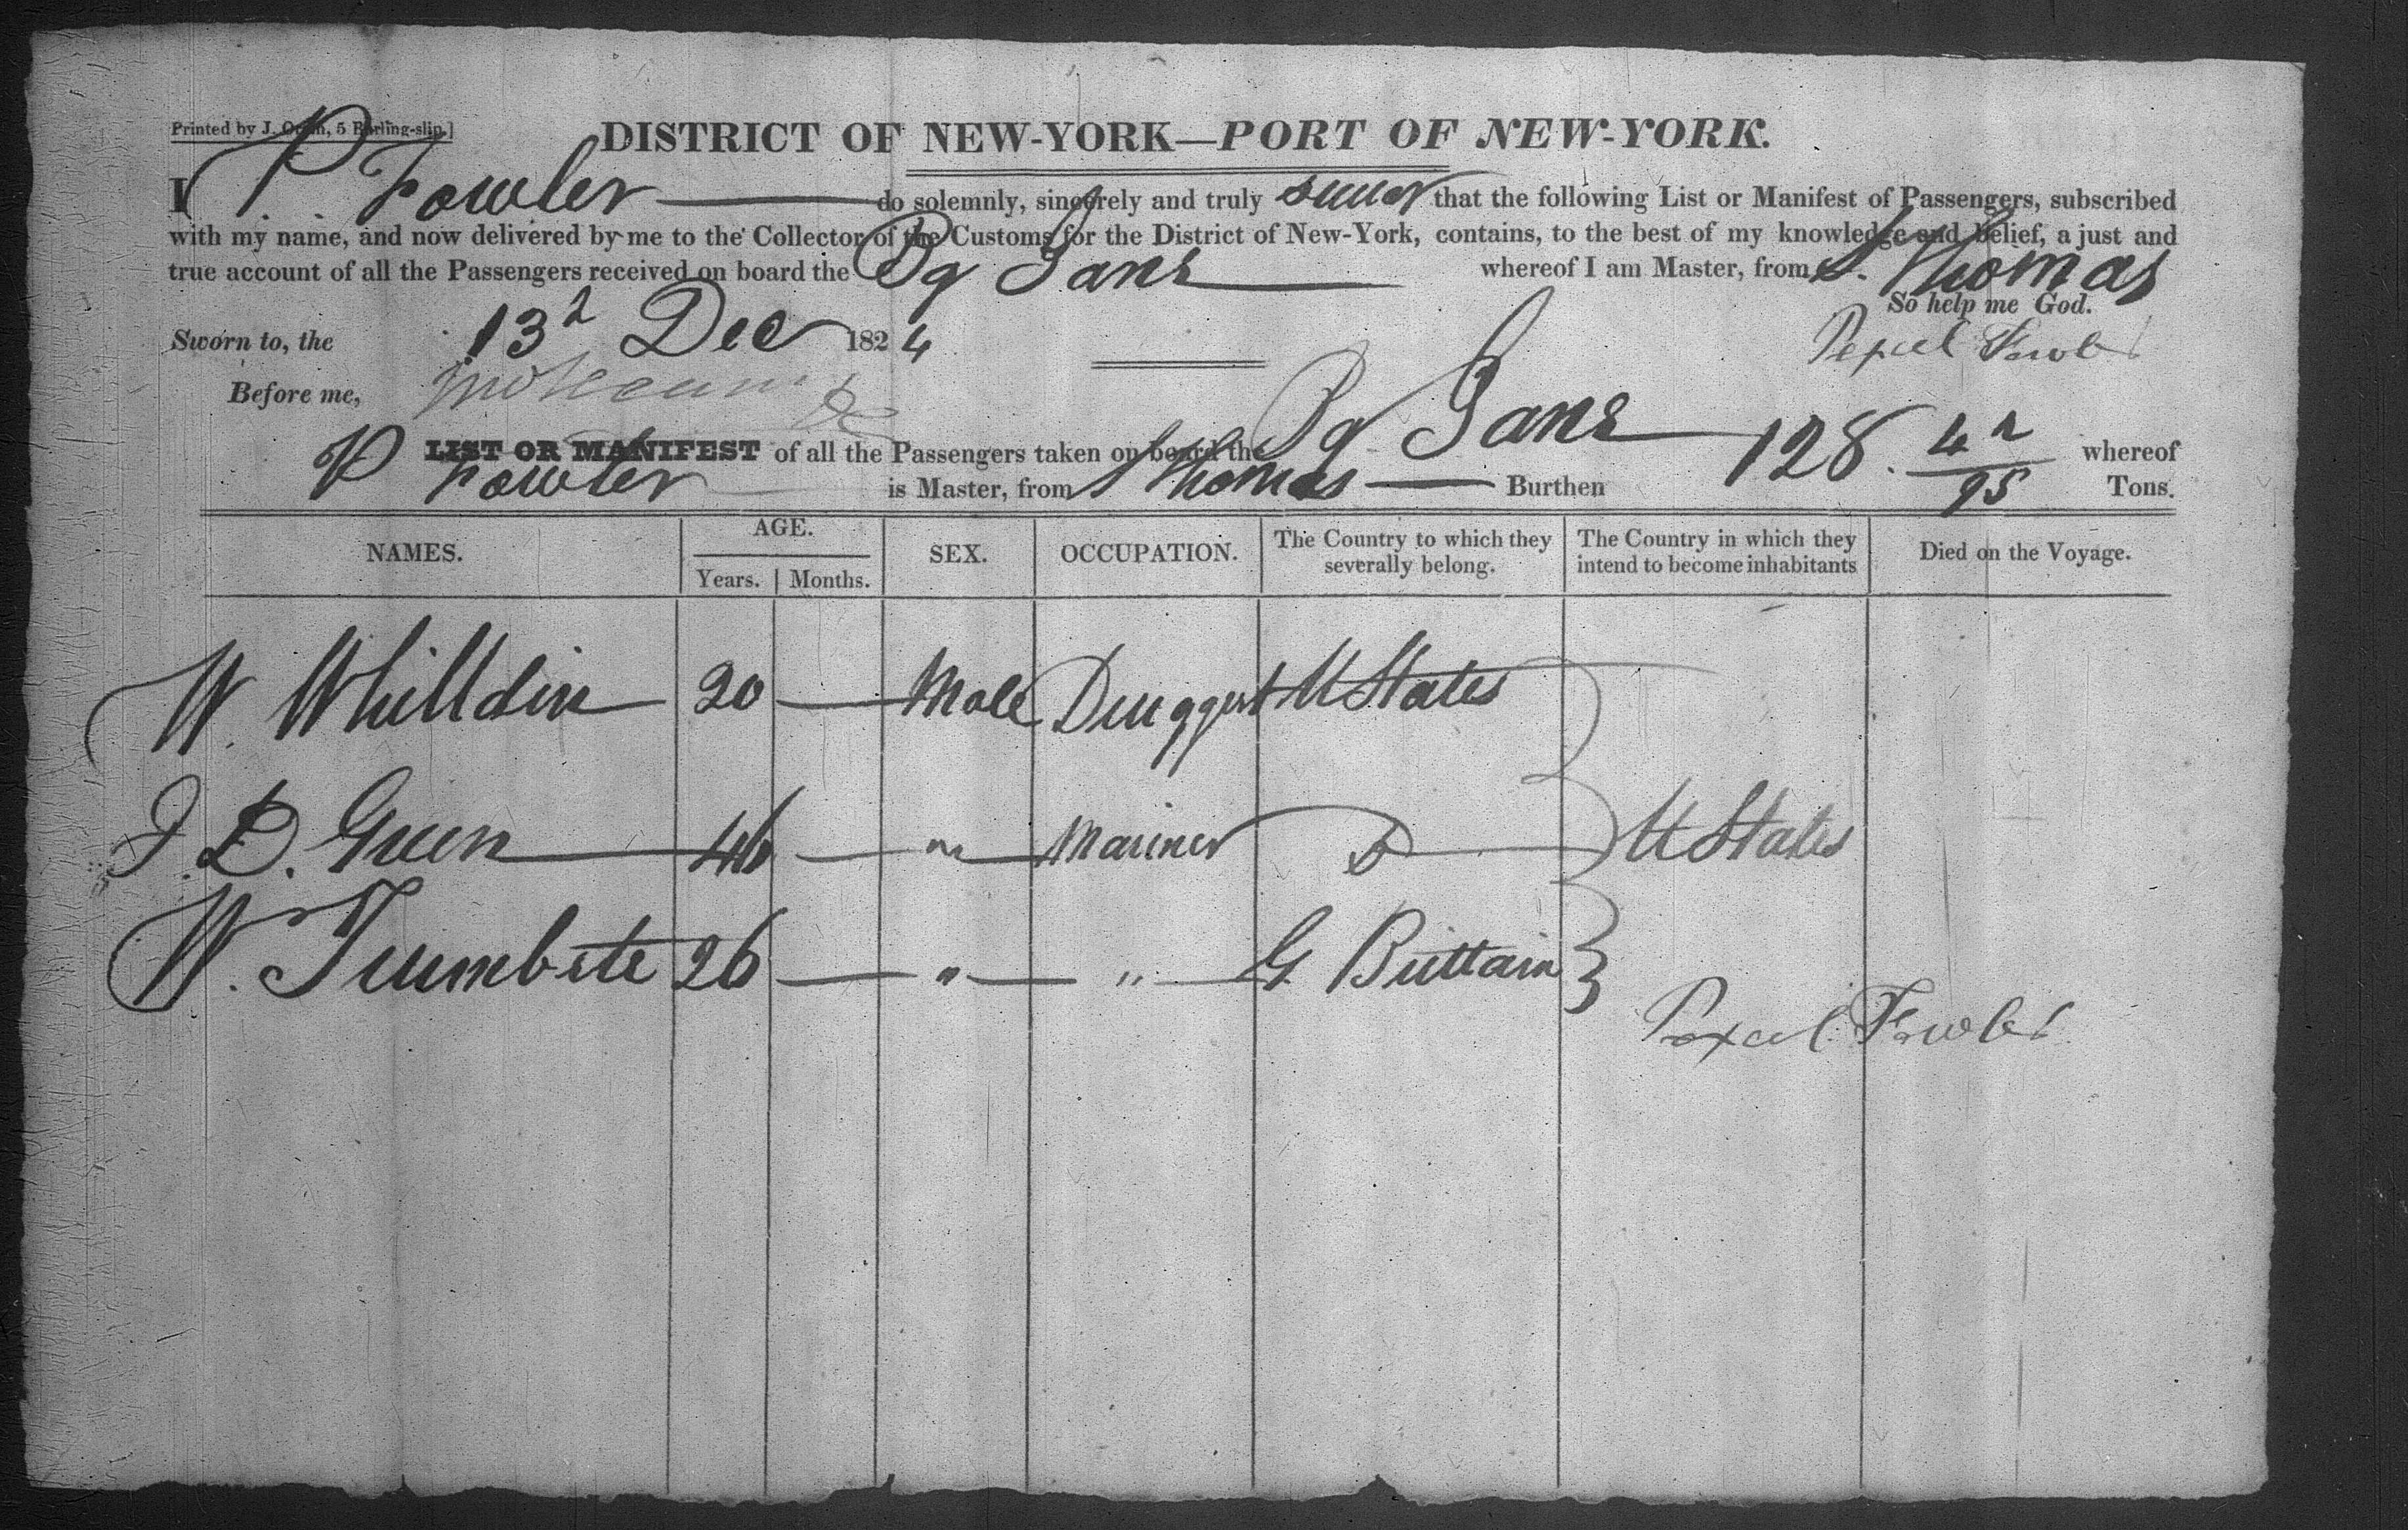 Printed by J. Oram, 5 Burling-slip.]
DISTRICT OF NEW-YORK—PORT OF NEW-YORK.
I P Fowler do solemnly, sincerely and truly swear that the following List or Manifest of Passengers, subscribed
with my name, and now delivered by me to the Collector of the Customs for the District of New-York, contains, to the best of my knowledge and belief, a just and
true account of all the Passengers received on board the Bg Jane whereof I am Master, from St. Thomas
So help me God.
Sworn to, the 13th Dec 1824
Fowler
Before me,
LIST OR MANIFEST of all the Passengers taken on board the Bg Jane 128. 42/95 whereof
P Fowler is Master, from St Thomas Burthen Tons.
NAMES. AGE. Years. Months. SEX. OCCUPATION. The Country to which they severally belong. The Country in which they intend to become inhabitants Died on the Voyage.
W. Whilldin 20 — Male Druggist U States
J. D. Green 46 — " Mariner Do U States
W. Trumbete 26 — " " G Brittain
Fowler